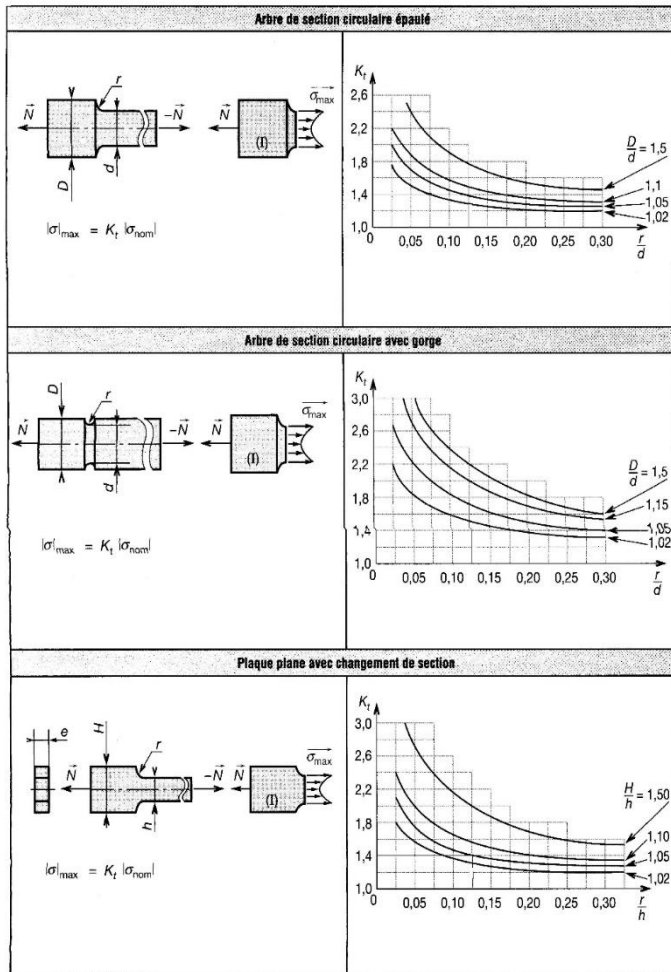 Arbre de section circulaire épaulé
r
N
-N
N
(I)
σmax
D
d
|σ|max = Kt |σnom|
Kt
2,6
2,2
1,8
1,4
1,0
0
0,05
0,10
0,15
0,20
0,25
0,30
r/d
D/d = 1,5
1,1
1,05
1,02
Arbre de section circulaire avec gorge
D
r
N
-N
N
(I)
σmax
d
|σ|max = Kt |σnom|
Kt
3,0
2,6
2,2
1,8
1,4
1,0
0
0,05
0,10
0,15
0,20
0,25
0,30
r/d
D/d = 1,5
1,15
1,05
1,02
Plaque plane avec changement de section
e
H
r
N
-N
N
(I)
σmax
h
|σ|max = Kt |σnom|
Kt
3,0
2,6
2,2
1,8
1,4
1,0
0
0,05
0,10
0,15
0,20
0,25
0,30
r/h
H/h = 1,50
1,10
1,05
1,02